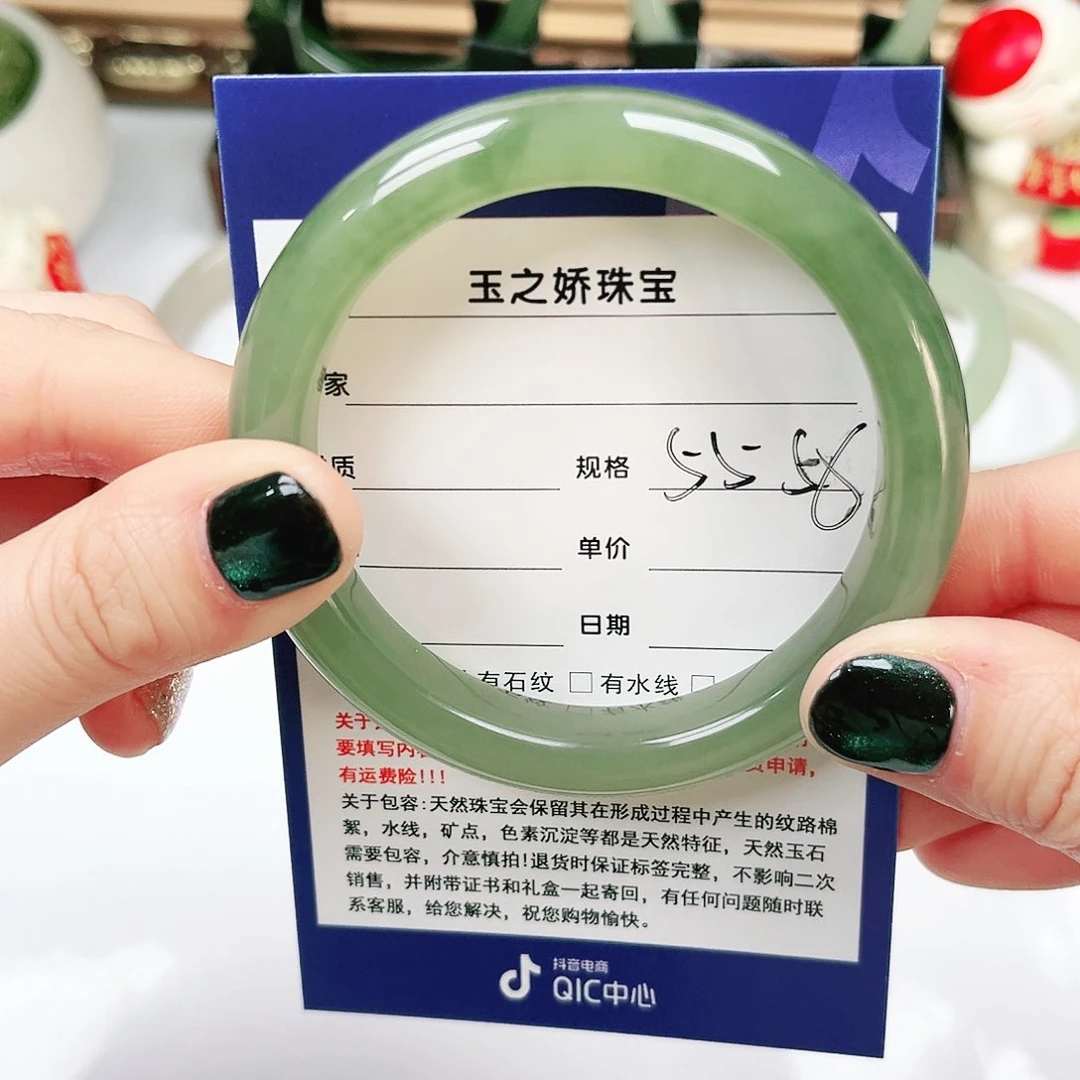 玉之娇珠宝
家
质 规格 55-58
单价
日期
有石纹 □有水线 □
关于
要填写内 申请，
有运费险!!!
关于包容:天然珠宝会保留其在形成过程中产生的纹路棉
絮，水线，矿点，色素沉淀等都是天然特征，天然玉石
需要包容，介意慎拍!退货时保证标签完整，不影响二次
销售，并附带证书和礼盒一起寄回，有任何问题随时联
系客服，给您解决，祝您购物愉快。
抖音电商
QIC中心